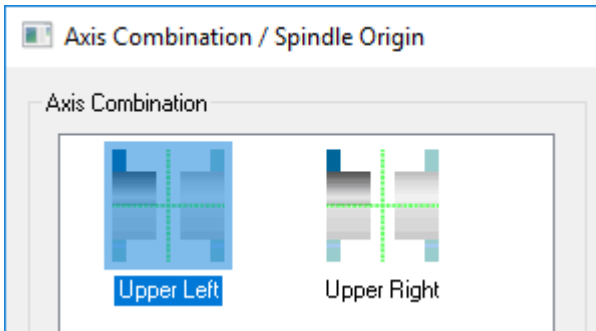 Axis Combination / Spindle Origin
Axis Combination
Upper Left
Upper Right